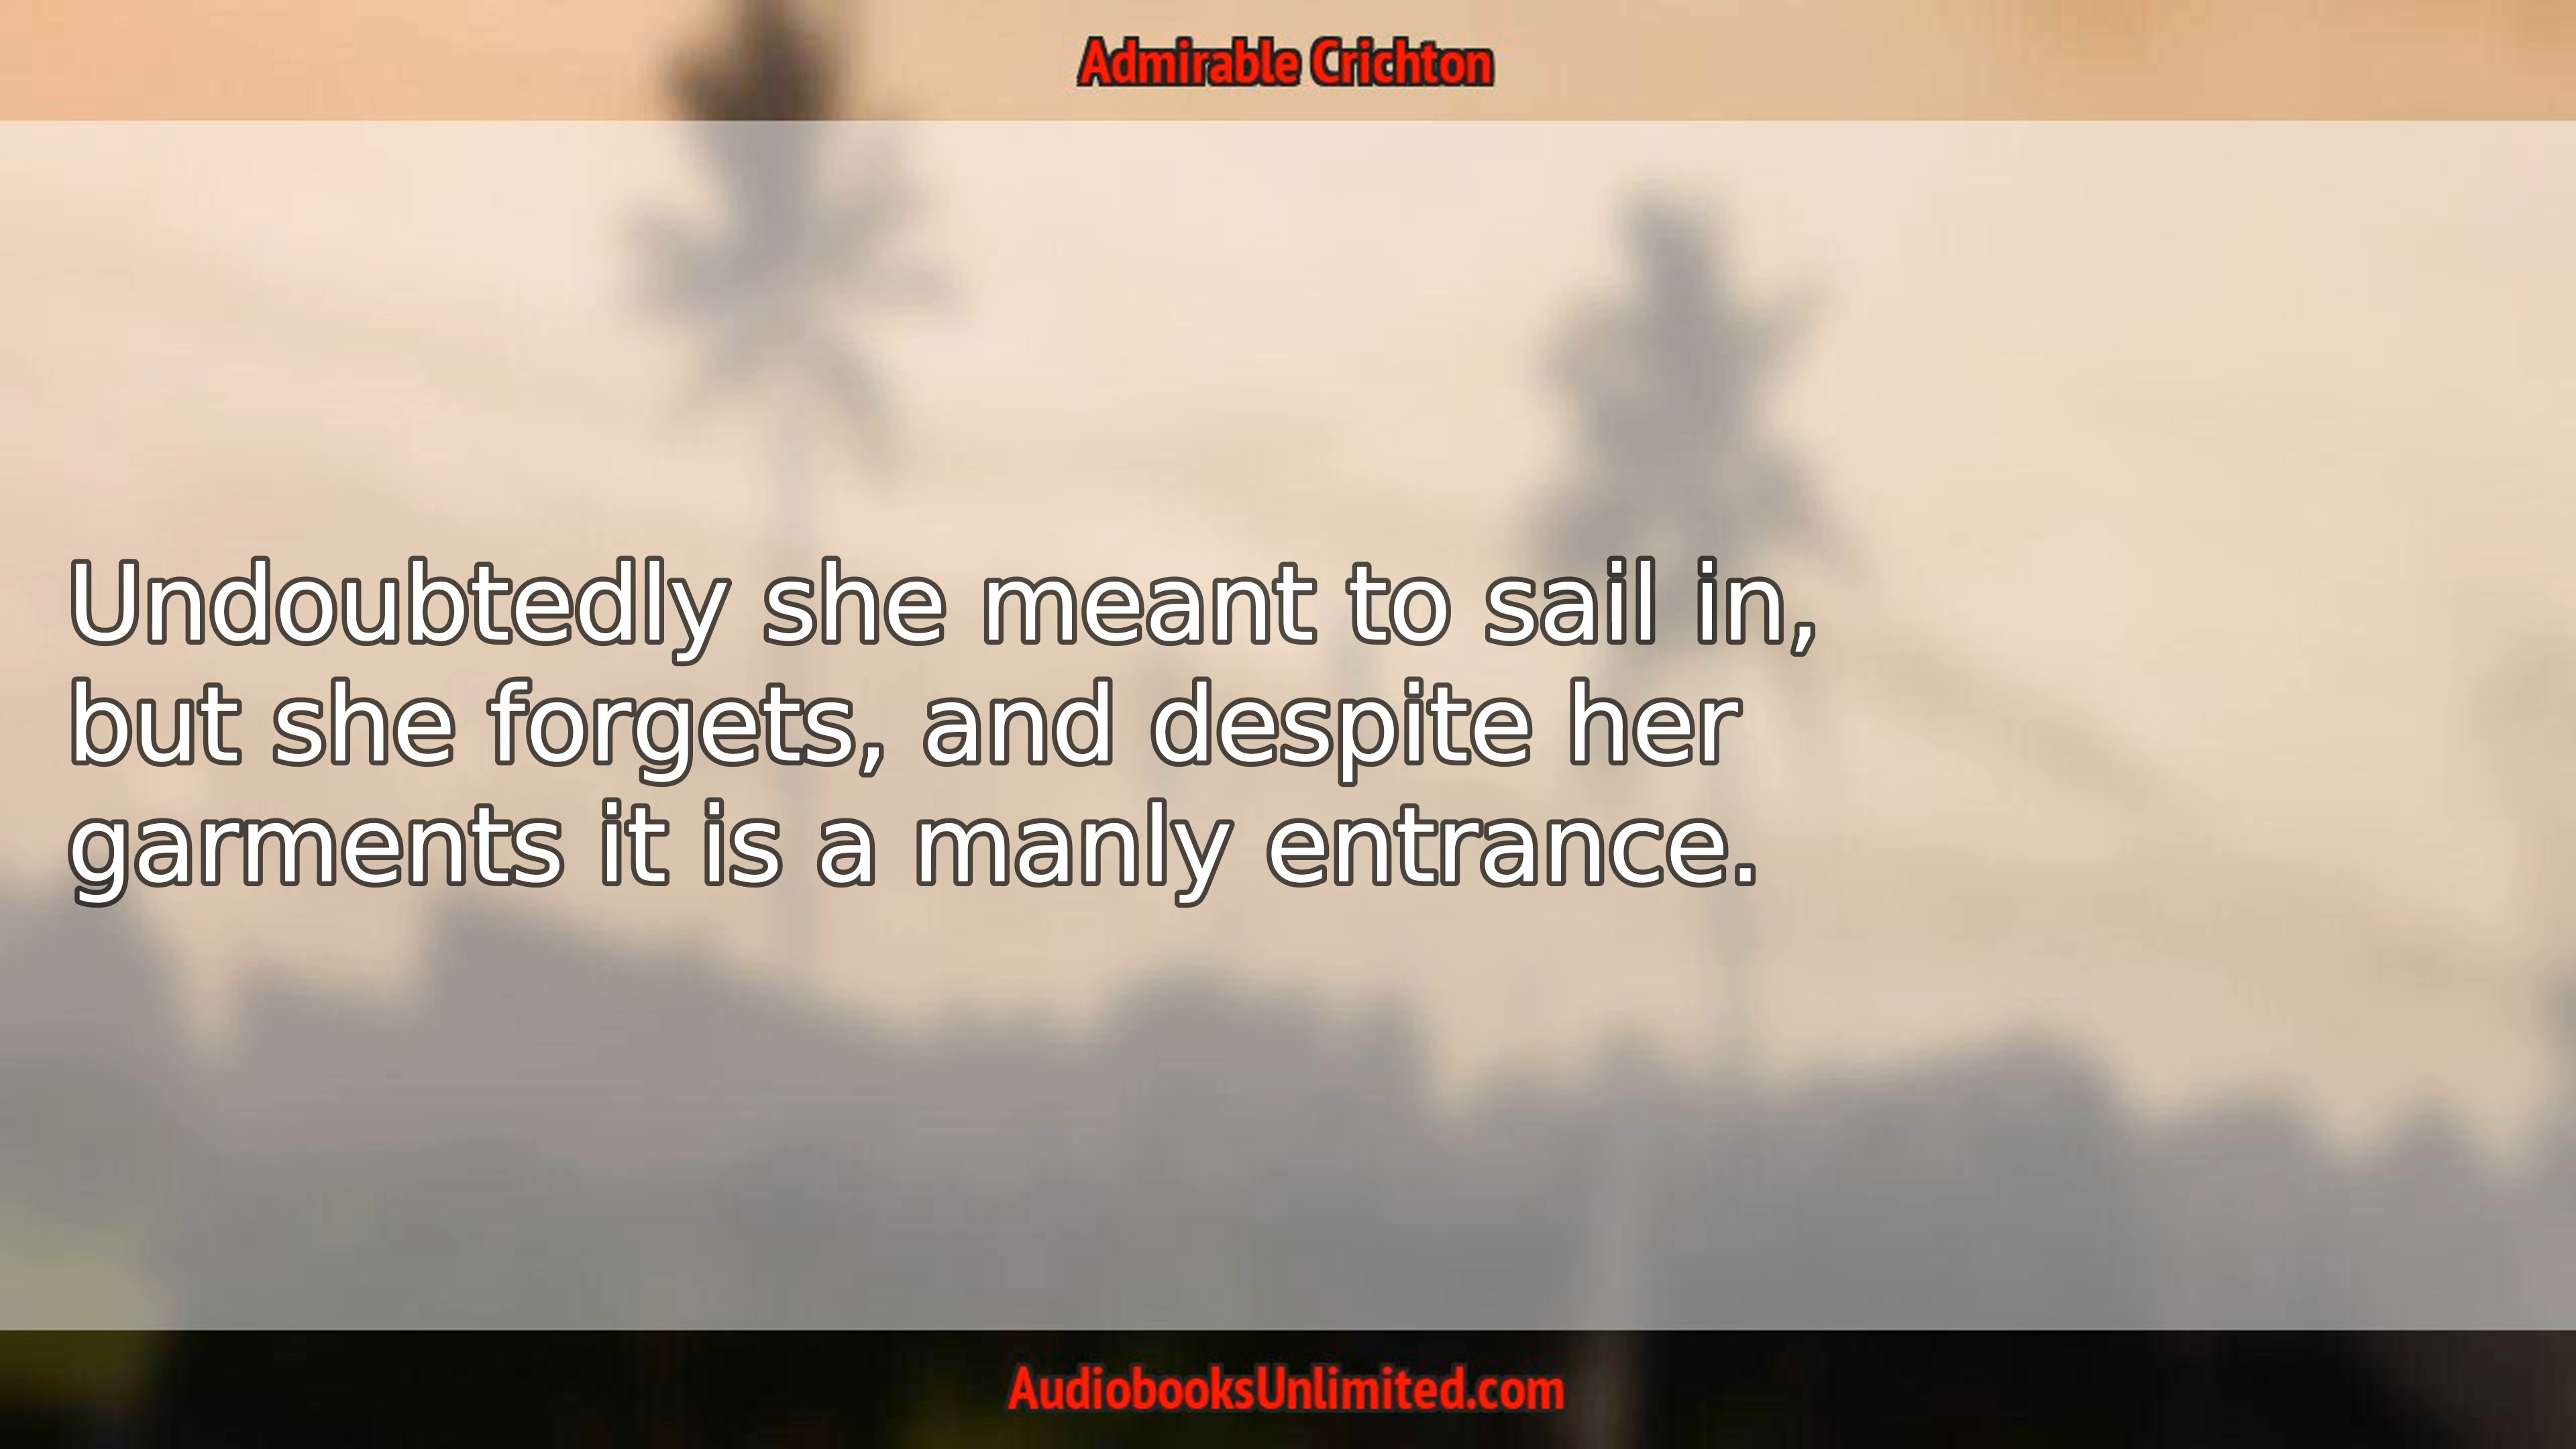 Admirable Crichton
Undoubtedly she meant to sail in,
but she forgets, and despite her
garments it is a manly entrance.
AudiobooksUnlimited.com